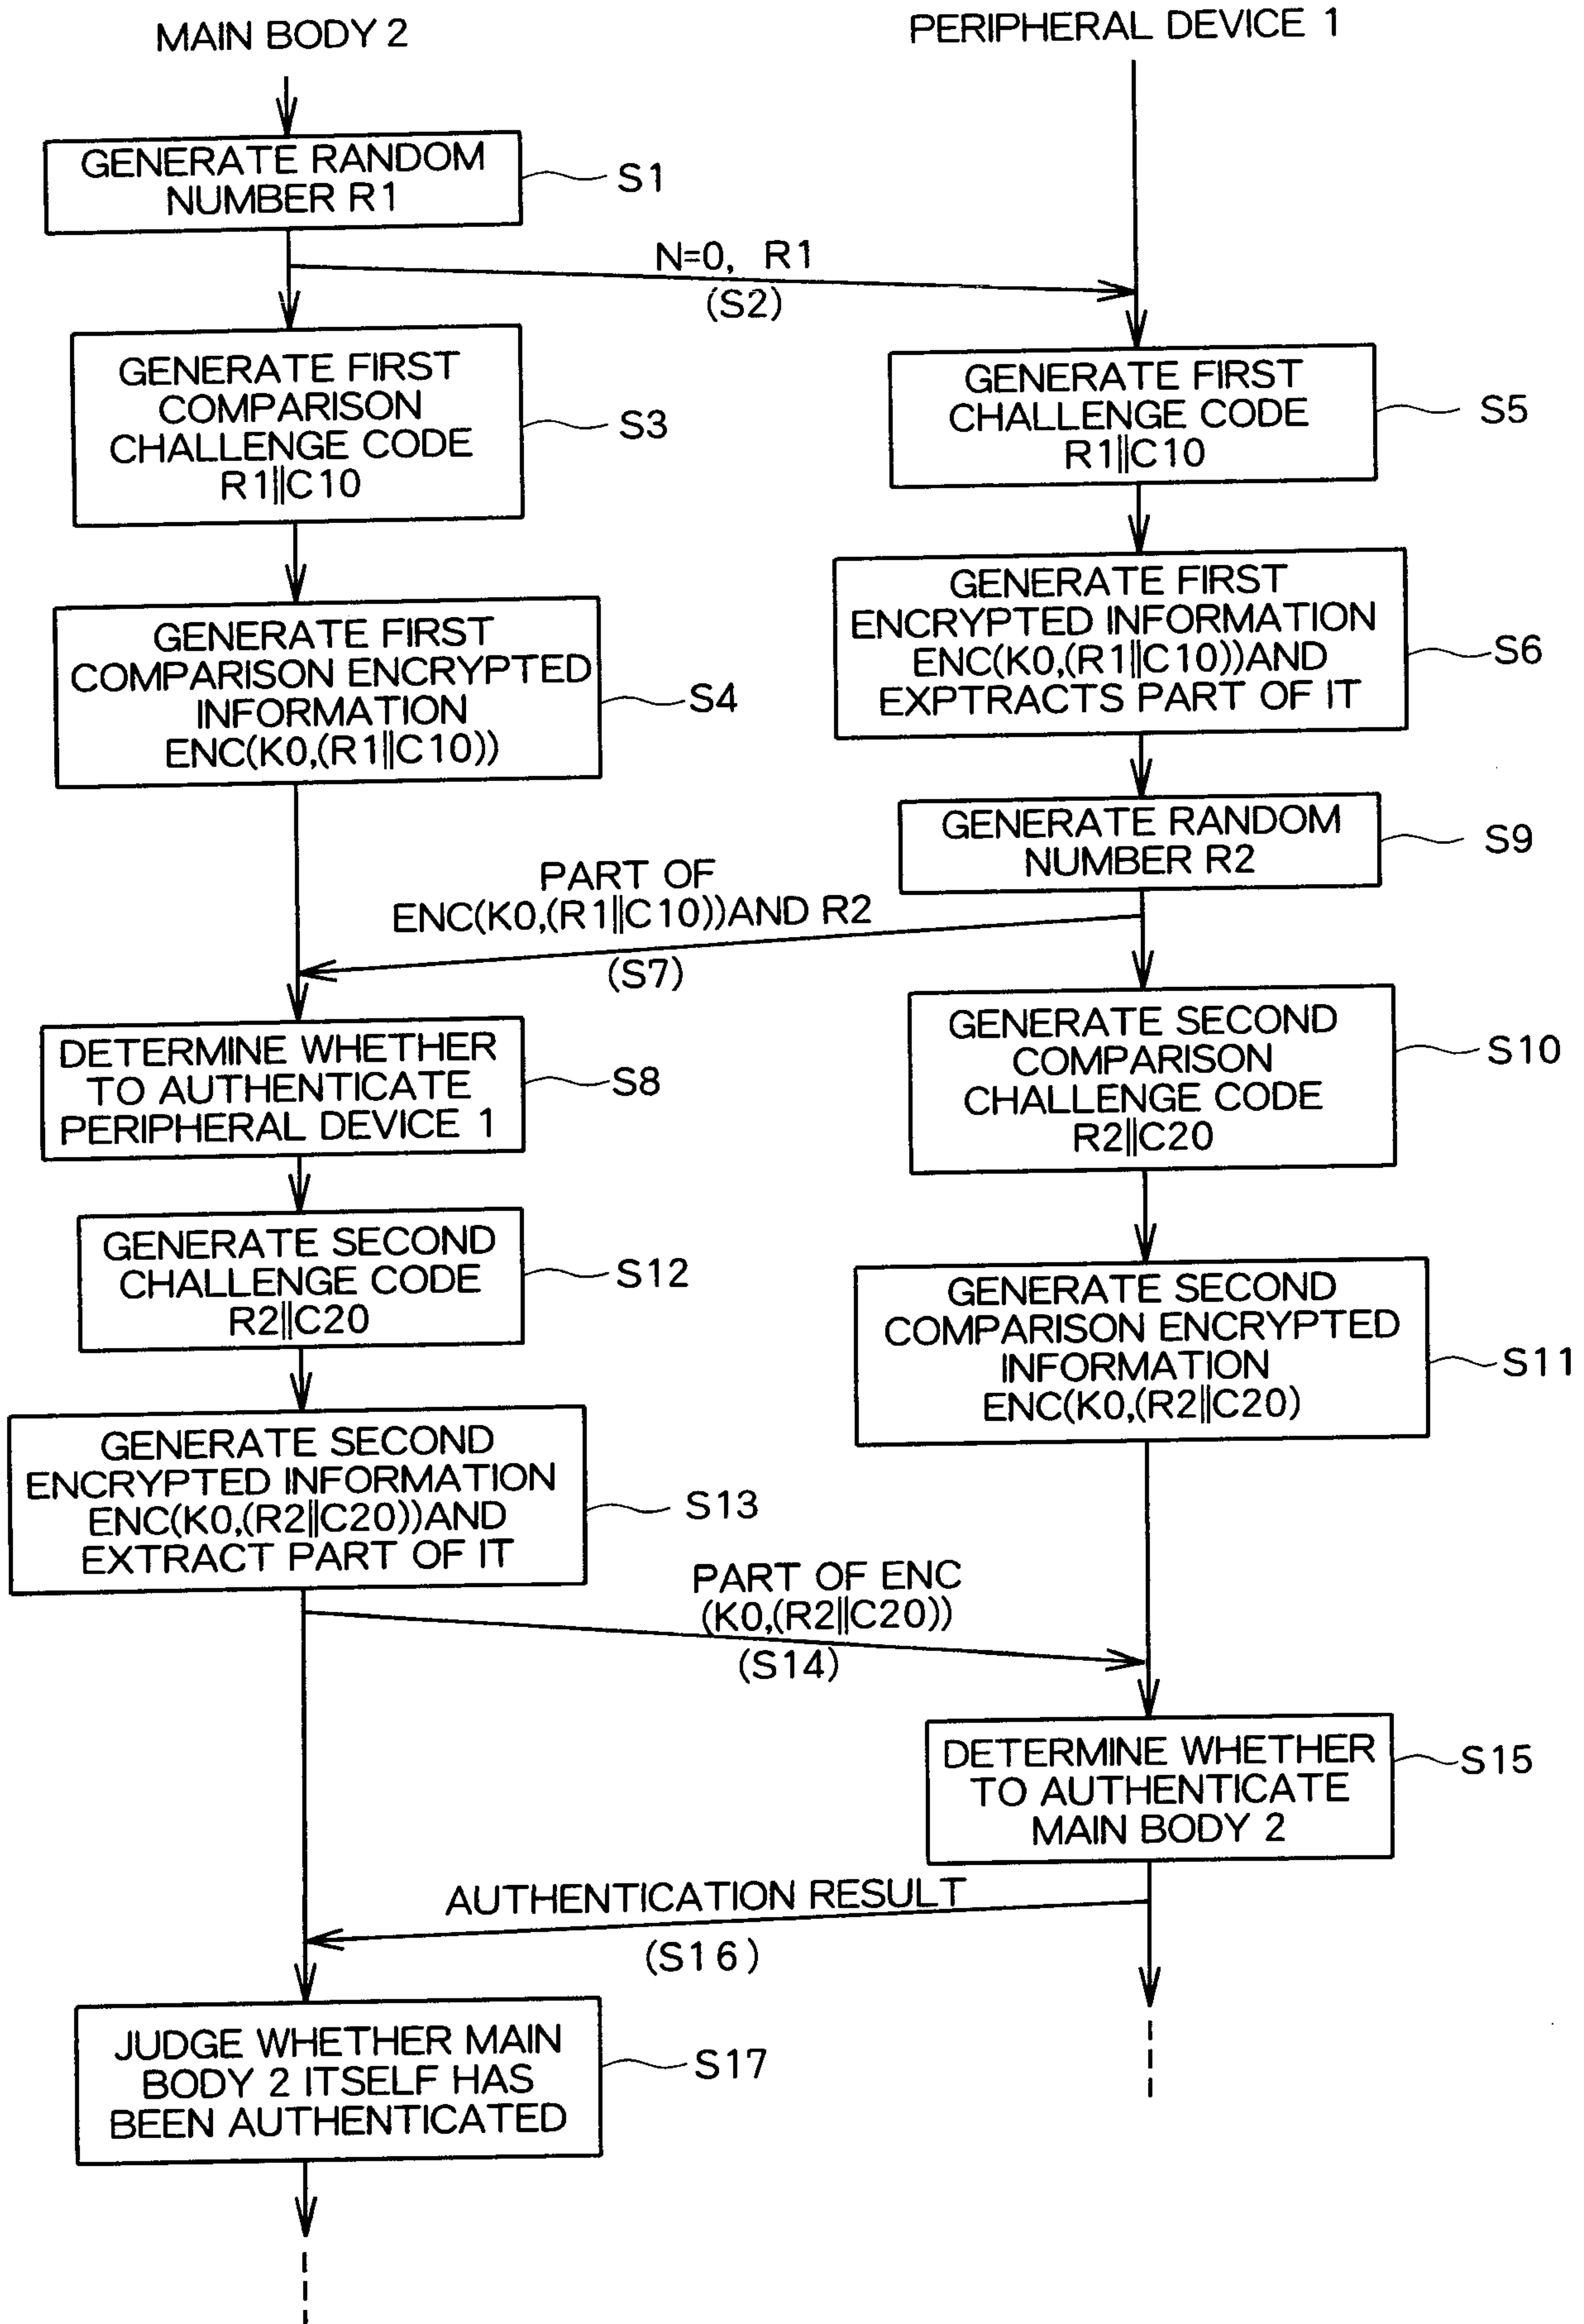 MAIN BODY 2
PERIPHERAL DEVICE 1
GENERATE RANDOM
NUMBER R1
S1
N=0, R1
(S2)
GENERATE FIRST
COMPARISON
CHALLENGE CODE
R1||C10
S3
GENERATE FIRST
CHALLENGE CODE
R1||C10
S5
GENERATE FIRST
COMPARISON ENCRYPTED
INFORMATION
ENC(K0,(R1||C10))
S4
GENERATE FIRST
ENCRYPTED INFORMATION
ENC(K0,(R1||C10))AND
EXPTRACTS PART OF IT
S6
GENERATE RANDOM
NUMBER R2
S9
PART OF
ENC(K0,(R1||C10))AND R2
(S7)
DETERMINE WHETHER
TO AUTHENTICATE
PERIPHERAL DEVICE 1
S8
GENERATE SECOND
COMPARISON
CHALLENGE CODE
R2||C20
S10
GENERATE SECOND
CHALLENGE CODE
R2||C20
S12
GENERATE SECOND
COMPARISON ENCRYPTED
INFORMATION
ENC(K0,(R2||C20)
S11
GENERATE SECOND
ENCRYPTED INFORMATION
ENC(K0,(R2||C20))AND
EXTRACT PART OF IT
S13
PART OF ENC
(K0,(R2||C20))
(S14)
DETERMINE WHETHER
TO AUTHENTICATE
MAIN BODY 2
S15
AUTHENTICATION RESULT
(S16)
JUDGE WHETHER MAIN
BODY 2 ITSELF HAS
BEEN AUTHENTICATED
S17